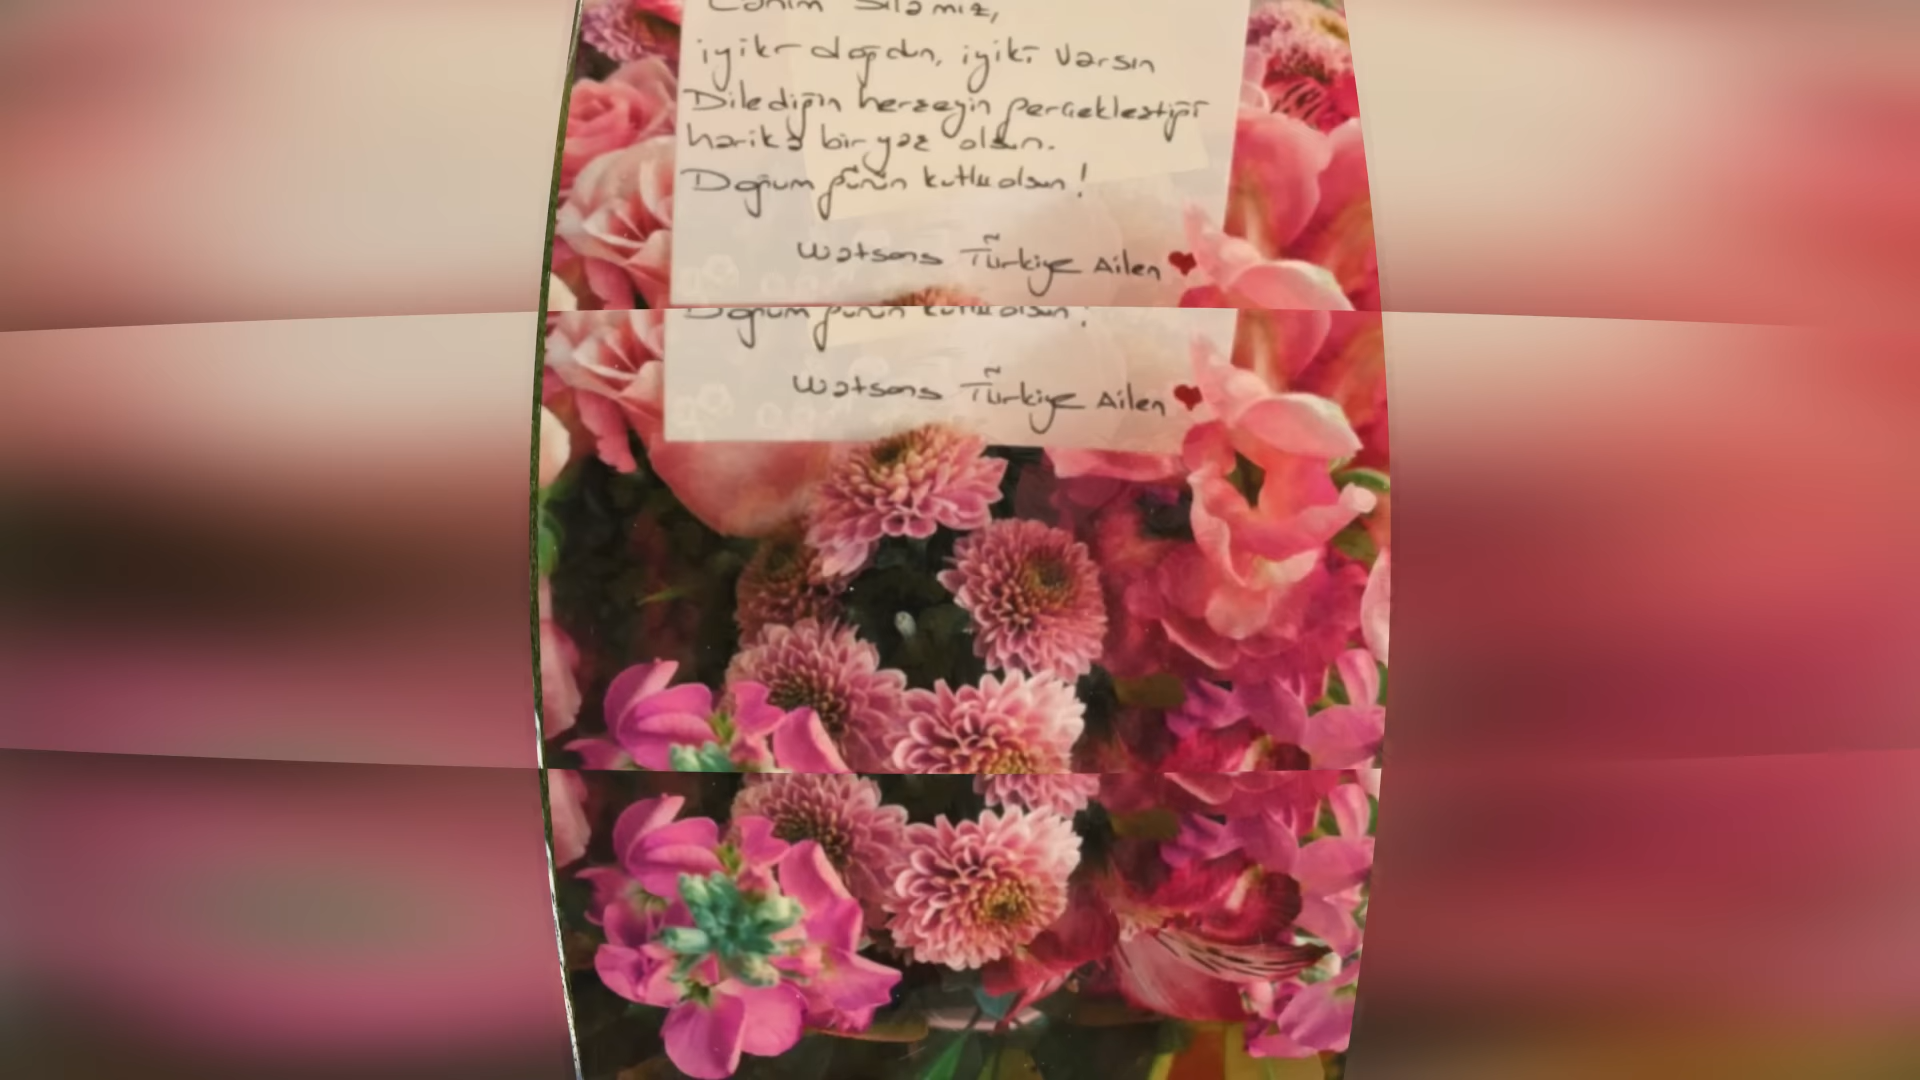 Canım Sıla'mız,
iyiki doğdun, iyiki varsın
Dilediğin herşeyin gerçekleştiği
harika bir yaz olsun.
Doğum günün kutlu olsun!
Watsons Türkiye Ailen
Doğum günün kutlu olsun!
Watsons Türkiye Ailen